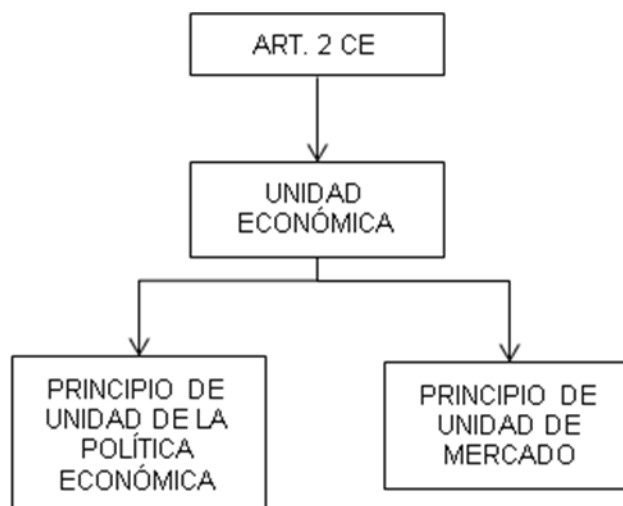 ART. 2 CE
UNIDAD
ECONÓMICA
PRINCIPIO DE
UNIDAD DE LA
POLÍTICA
ECONÓMICA
PRINCIPIO DE
UNIDAD DE
MERCADO